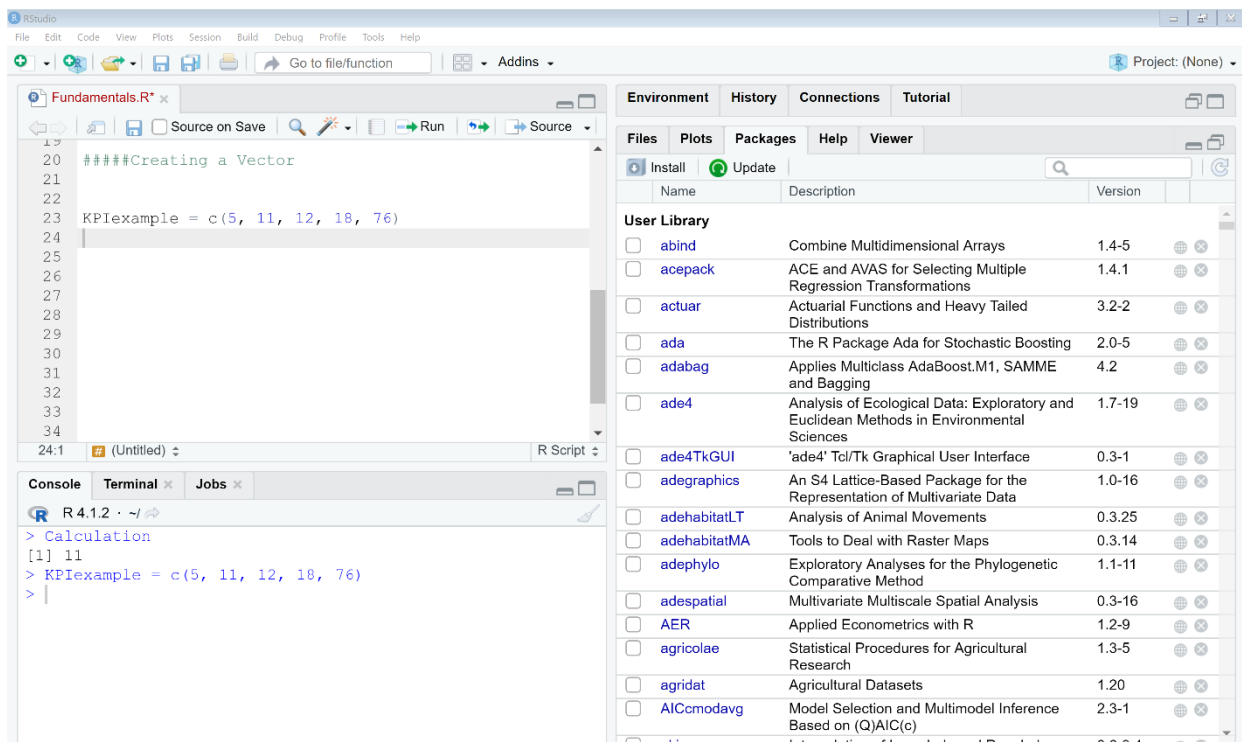 RStudio
File Edit Code View Plots Session Build Debug Profile Tools Help
Go to file/function Addins Project: (None)
Fundamentals.R*
Source on Save Run Source
19
20 #####Creating a Vector
21
22
23 KPIexample = c(5, 11, 12, 18, 76)
24
25
26
27
28
29
30
31
32
33
34
24:1 # (Untitled) R Script
Console Terminal Jobs
R 4.1.2 · ~/
> Calculation
[1] 11
> KPIexample = c(5, 11, 12, 18, 76)
>
Environment History Connections Tutorial
Files Plots Packages Help Viewer
Install Update
Name Description Version
User Library
abind Combine Multidimensional Arrays 1.4-5
acepack ACE and AVAS for Selecting Multiple 1.4.1
Regression Transformations
actuar Actuarial Functions and Heavy Tailed 3.2-2
Distributions
ada The R Package Ada for Stochastic Boosting 2.0-5
adabag Applies Multiclass AdaBoost.M1, SAMME 4.2
and Bagging
ade4 Analysis of Ecological Data: Exploratory and 1.7-19
Euclidean Methods in Environmental
Sciences
ade4TkGUI 'ade4' Tcl/Tk Graphical User Interface 0.3-1
adegraphics An S4 Lattice-Based Package for the 1.0-16
Representation of Multivariate Data
adehabitatLT Analysis of Animal Movements 0.3.25
adehabitatMA Tools to Deal with Raster Maps 0.3.14
adephylo Exploratory Analyses for the Phylogenetic 1.1-11
Comparative Method
adespatial Multivariate Multiscale Spatial Analysis 0.3-16
AER Applied Econometrics with R 1.2-9
agricolae Statistical Procedures for Agricultural 1.3-5
Research
agridat Agricultural Datasets 1.20
AICcmodavg Model Selection and Multimodel Inference 2.3-1
Based on (Q)AIC(c)